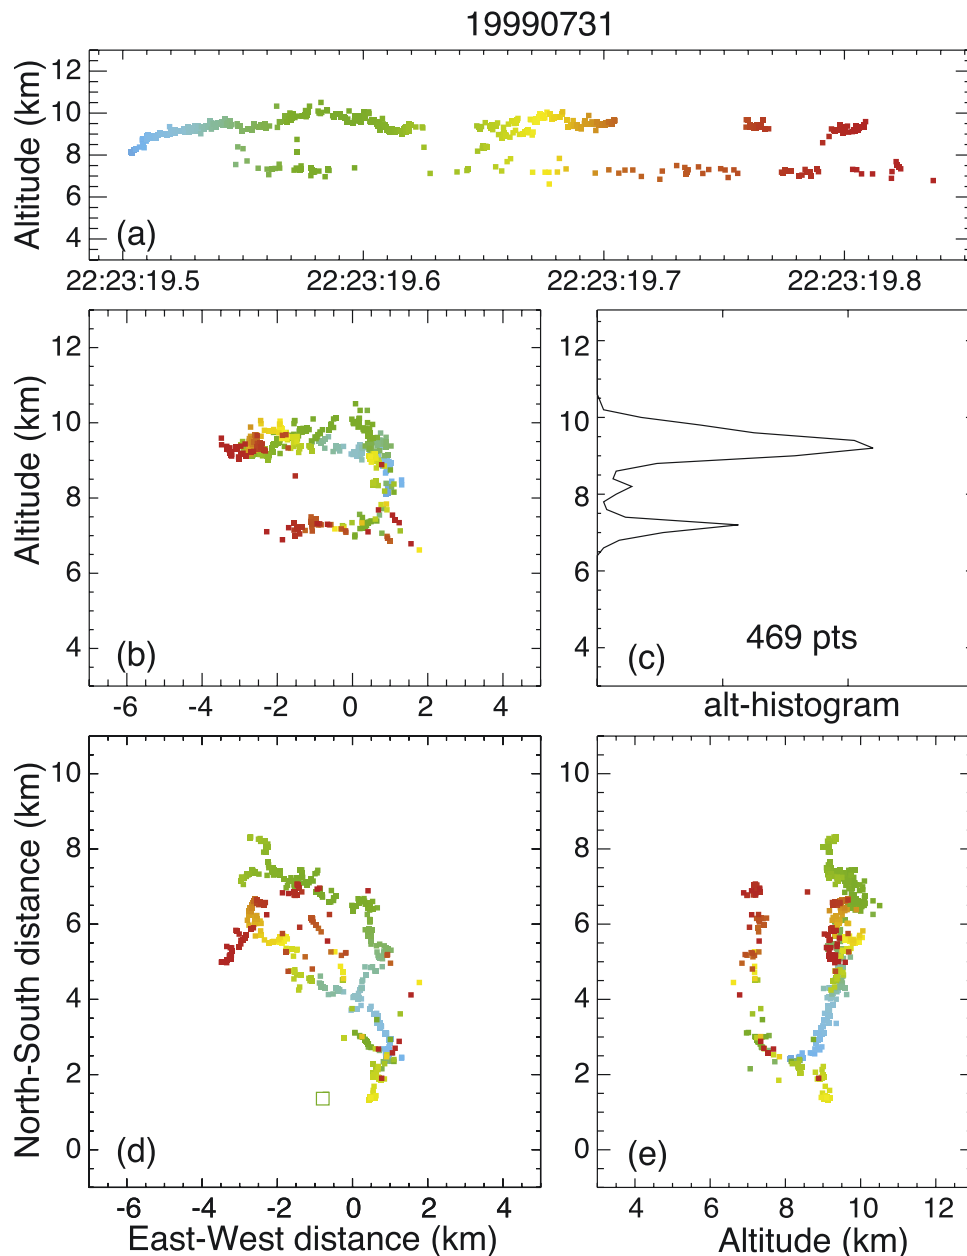 19990731
Altitude (km)
12
10
8
6
4
(a)
22:23:19.5 22:23:19.6 22:23:19.7 22:23:19.8
Altitude (km)
12
10
8
6
4
(b)
-6 -4 -2 0 2 4
12
10
8
6
4
(c)
469 pts
alt-histogram
North-South distance (km)
10
8
6
4
2
0
(d)
-6 -4 -2 0 2 4
East-West distance (km)
10
8
6
4
2
0
(e)
4 6 8 10 12
Altitude (km)